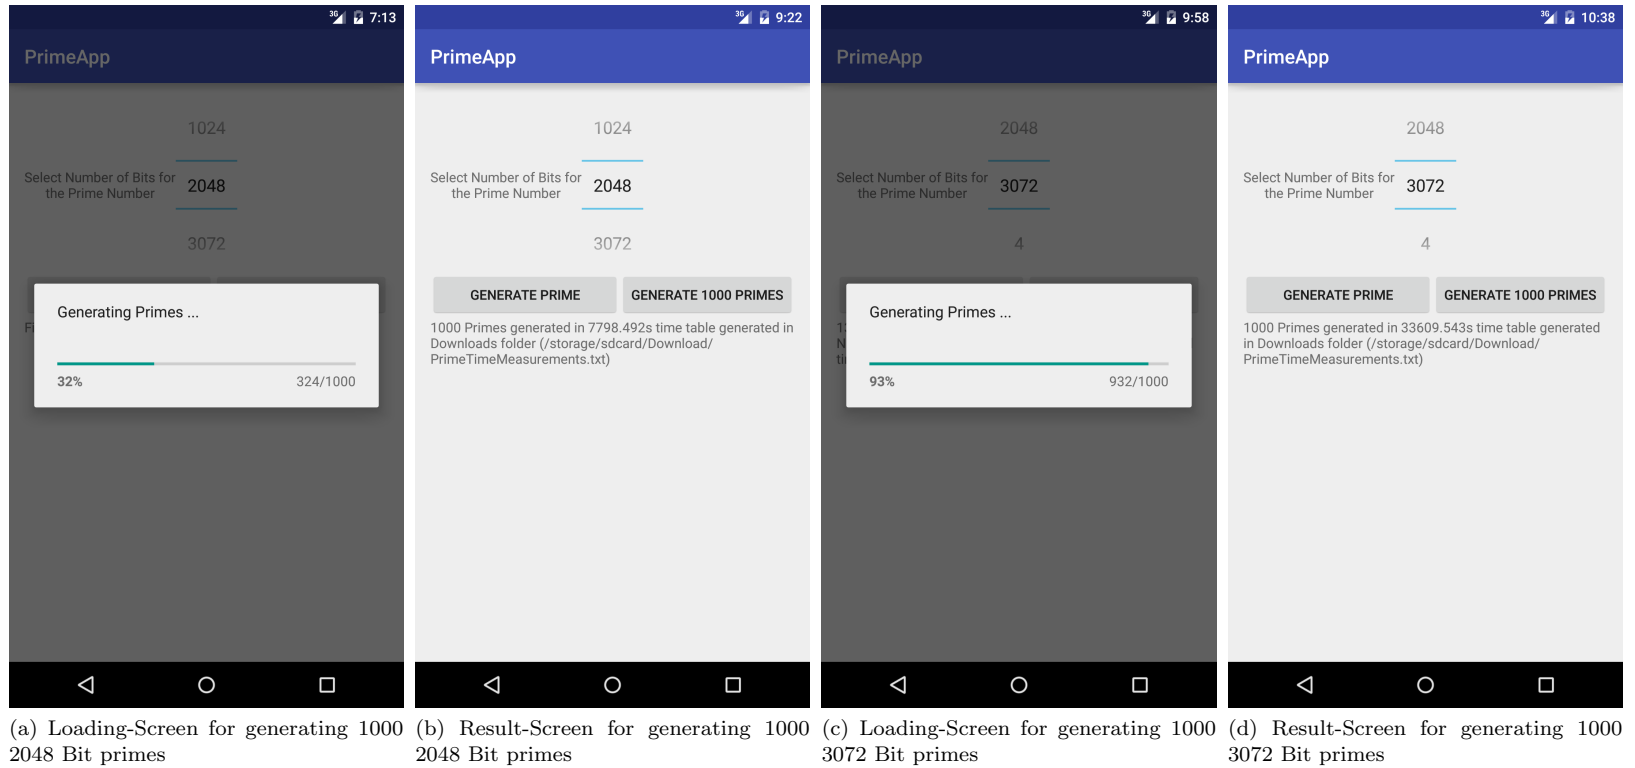 3G 7:13
PrimeApp
1024
Select Number of Bits for
the Prime Number
2048
3072
Fi
Generating Primes ...
32% 324/1000
(a) Loading-Screen for generating 1000
2048 Bit primes
3G 9:22
PrimeApp
1024
Select Number of Bits for
the Prime Number
2048
3072
GENERATE PRIME GENERATE 1000 PRIMES
1000 Primes generated in 7798.492s time table generated in
Downloads folder (/storage/sdcard/Download/
PrimeTimeMeasurements.txt)
(b) Result-Screen for generating 1000
2048 Bit primes
3G 9:58
PrimeApp
2048
Select Number of Bits for
the Prime Number
3072
4
Generating Primes ...
93% 932/1000
(c) Loading-Screen for generating 1000
3072 Bit primes
3G 10:38
PrimeApp
2048
Select Number of Bits for
the Prime Number
3072
4
GENERATE PRIME GENERATE 1000 PRIMES
1000 Primes generated in 33609.543s time table generated
in Downloads folder (/storage/sdcard/Download/
PrimeTimeMeasurements.txt)
(d) Result-Screen for generating 1000
3072 Bit primes